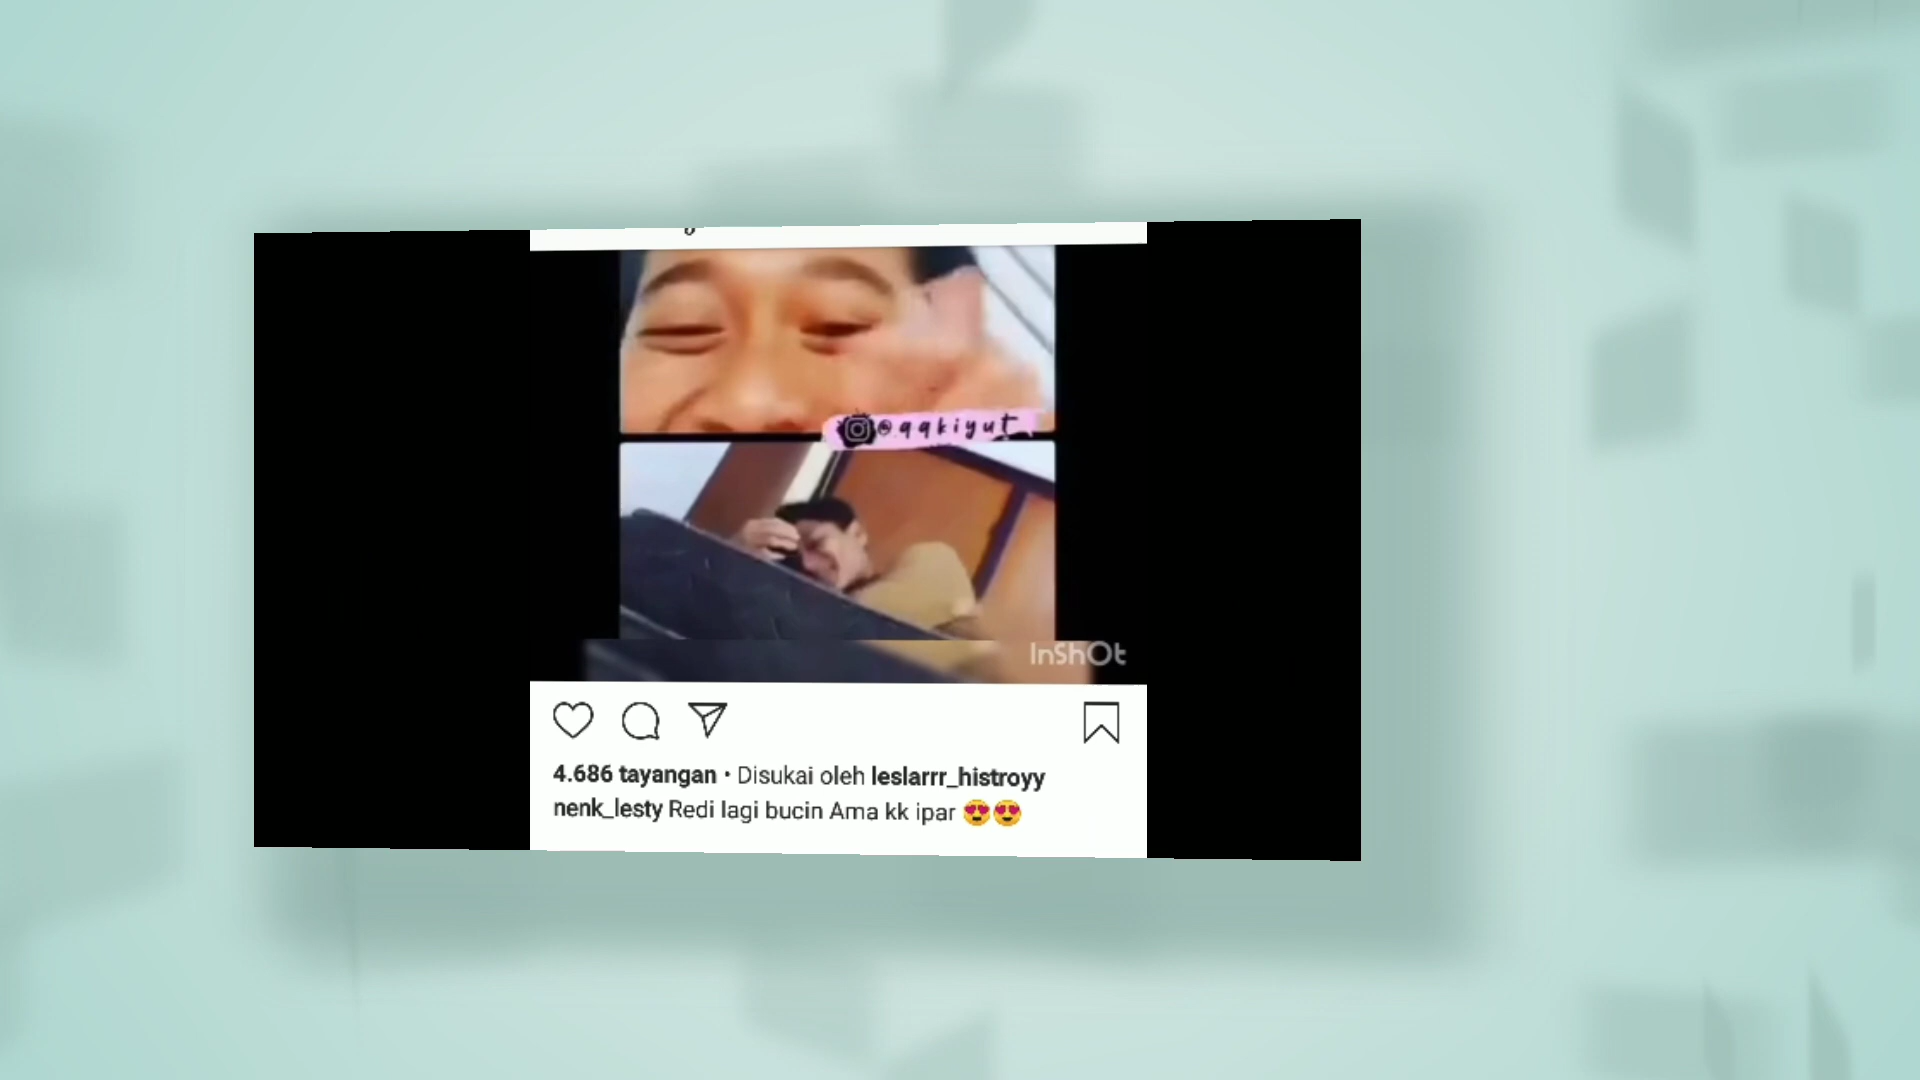 @qqkiyut
InShOt
4.686 tayangan • Disukai oleh leslarrr_histroyy
nenk_lesty Redi lagi bucin Ama kk ipar 😍😍